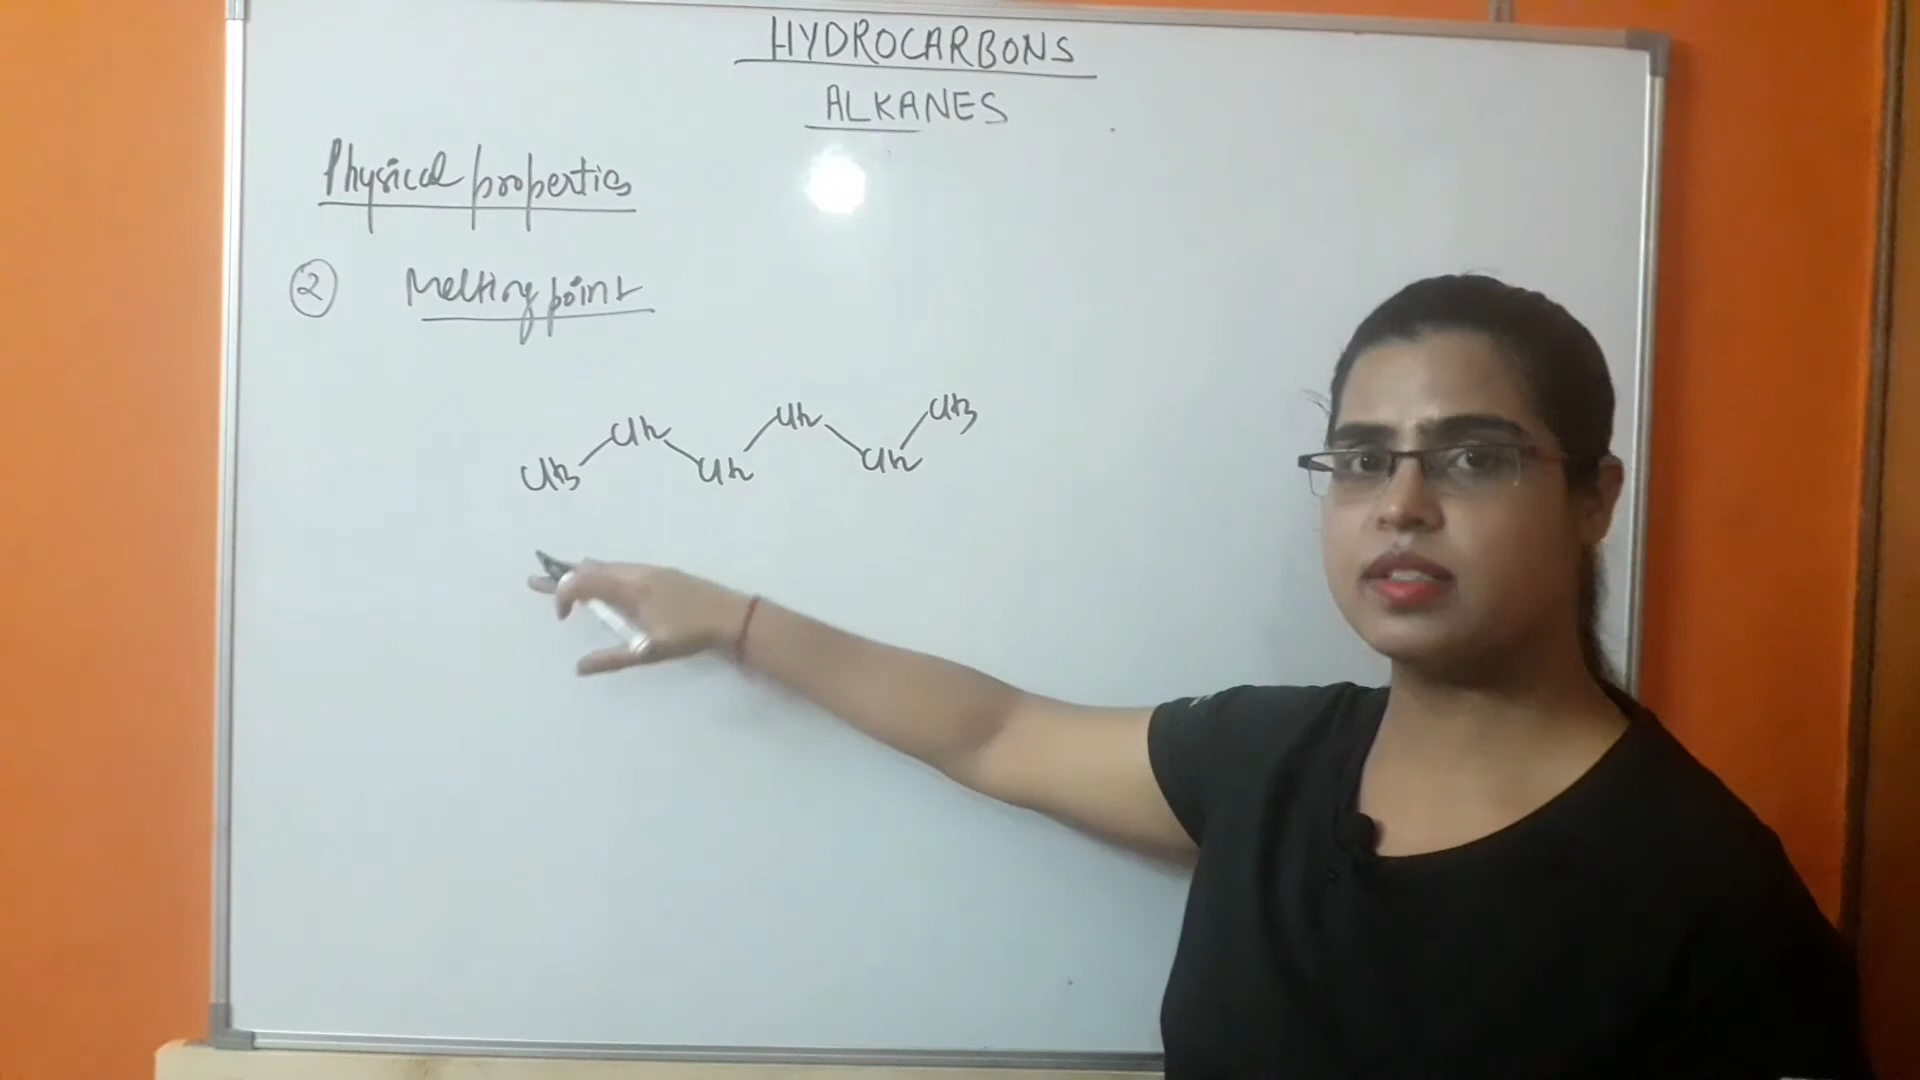 HYDROCARBONS
ALKANES
Physical properties
2 Melting point
CH3 CH2 CH2 CH2 CH2 CH3